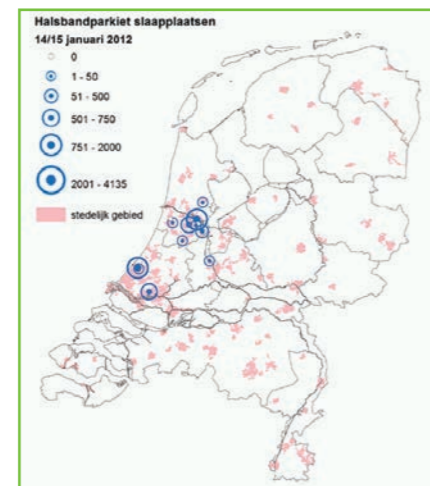 Halsbandparkiet slaapplaatsen
14/15 januari 2012
0
1 - 50
51 - 500
501 - 750
751 - 2000
2001 - 4135
stedelijk gebied